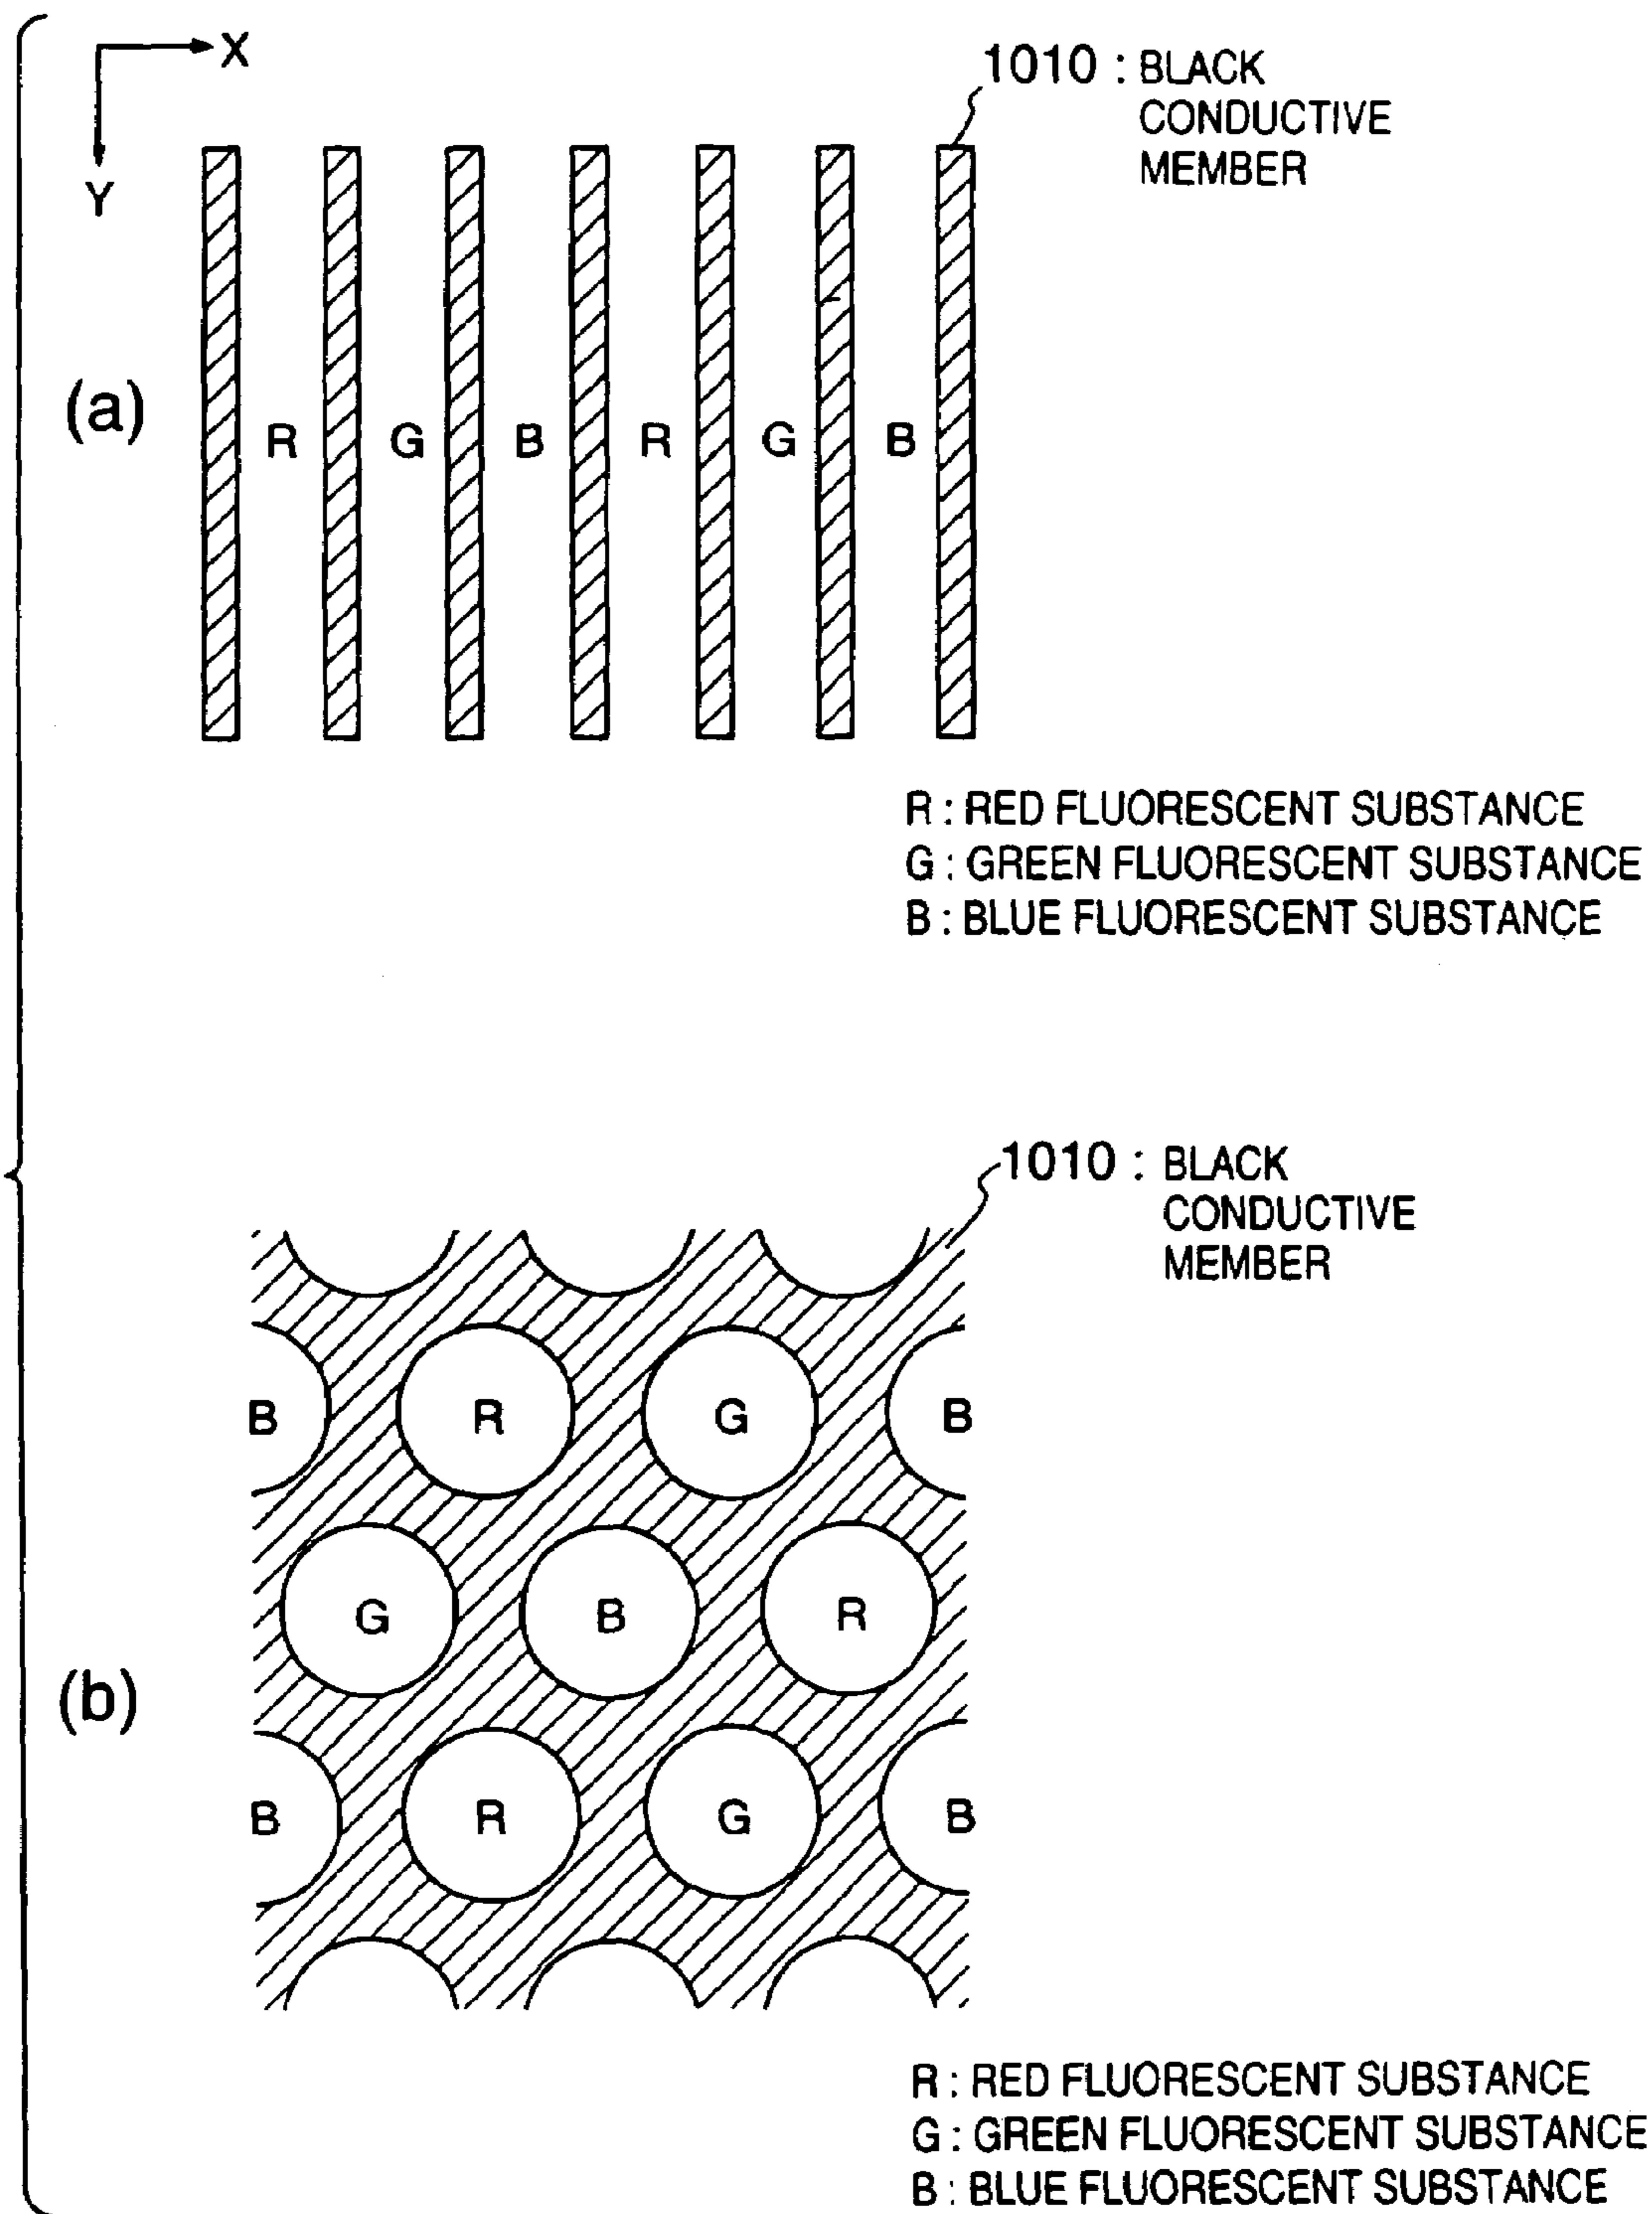 X
Y
1010 : BLACK
CONDUCTIVE
MEMBER
(a)
R G B R G B
R : RED FLUORESCENT SUBSTANCE
G : GREEN FLUORESCENT SUBSTANCE
B : BLUE FLUORESCENT SUBSTANCE
1010 : BLACK
CONDUCTIVE
MEMBER
B R G B
G B R
(b)
B R G B
R : RED FLUORESCENT SUBSTANCE
G : GREEN FLUORESCENT SUBSTANCE
B : BLUE FLUORESCENT SUBSTANCE